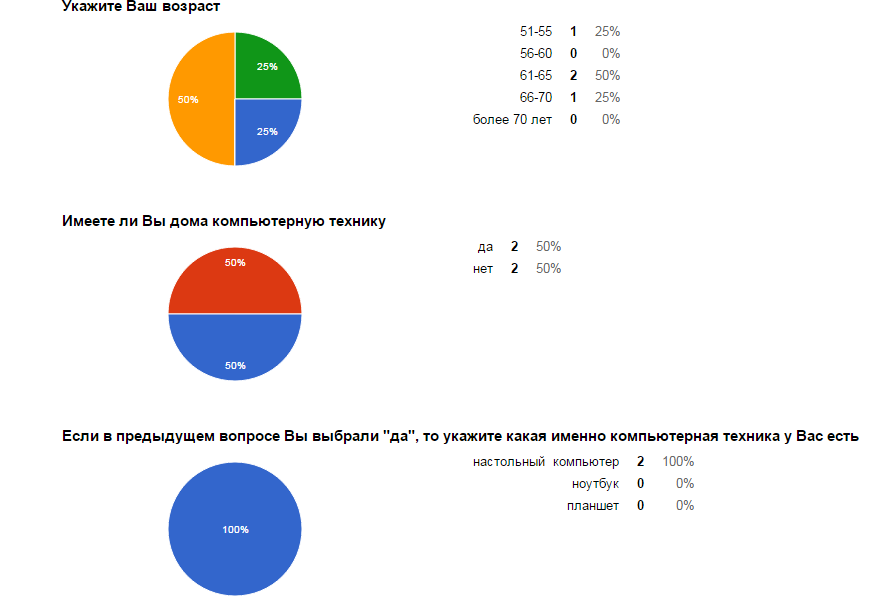 Укажите Ваш возраст
51-55 1 25%
56-60 0 0%
61-65 2 50%
66-70 1 25%
более 70 лет 0 0%
25%
50%
25%
Имеете ли Вы дома компьютерную технику
да 2 50%
нет 2 50%
50%
50%
Если в предыдущем вопросе Вы выбрали "да", то укажите какая именно компьютерная техника у Вас есть
настольный компьютер 2 100%
ноутбук 0 0%
планшет 0 0%
100%